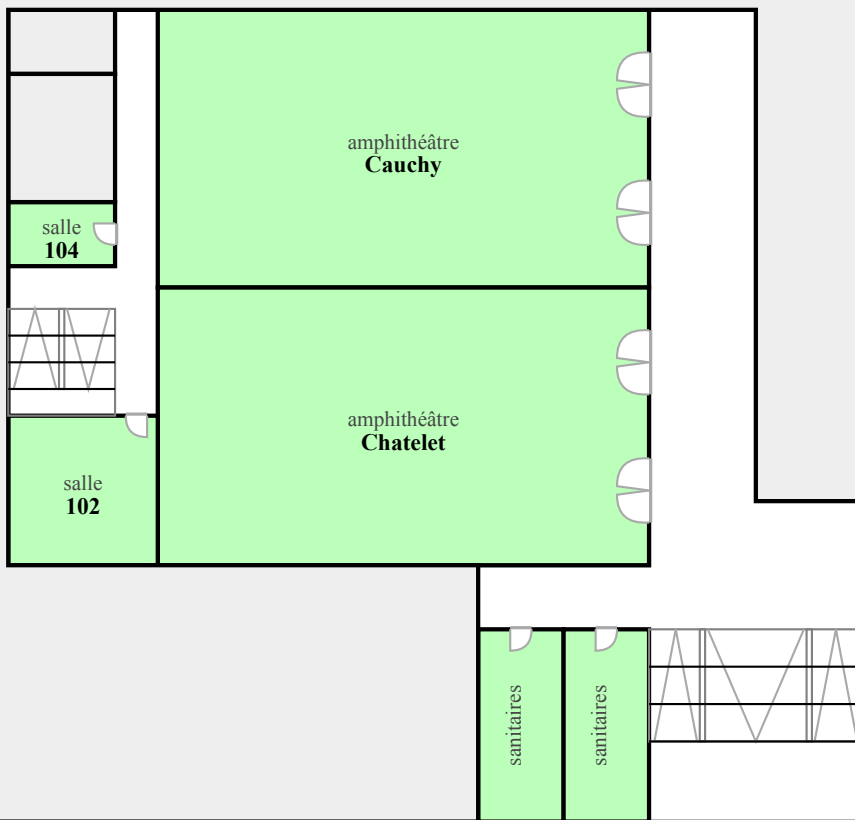 amphithéâtre
Cauchy
salle
104
amphithéâtre
Chatelet
salle
102
sanitaires
sanitaires